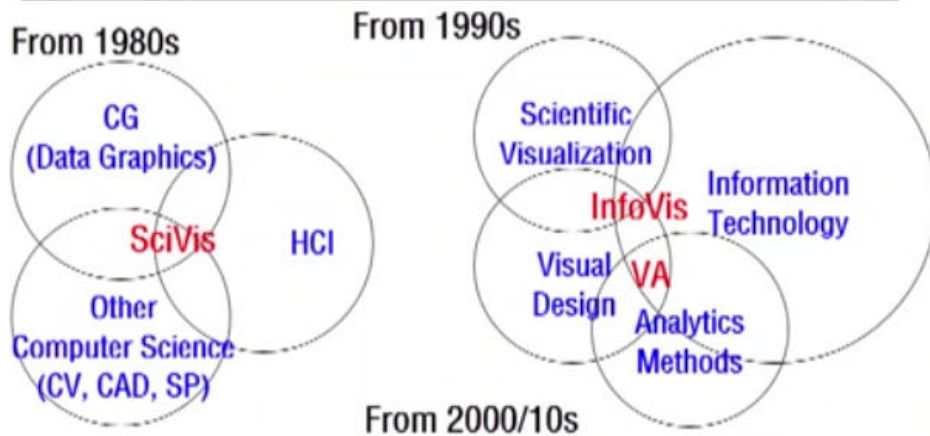 From 1980s
CG
(Data Graphics)
SciVis
HCI
Other
Computer Science
(CV, CAD, SP)
From 1990s
Scientific
Visualization
InfoVis
Information
Technology
Visual
Design
VA
Analytics
Methods
From 2000/10s